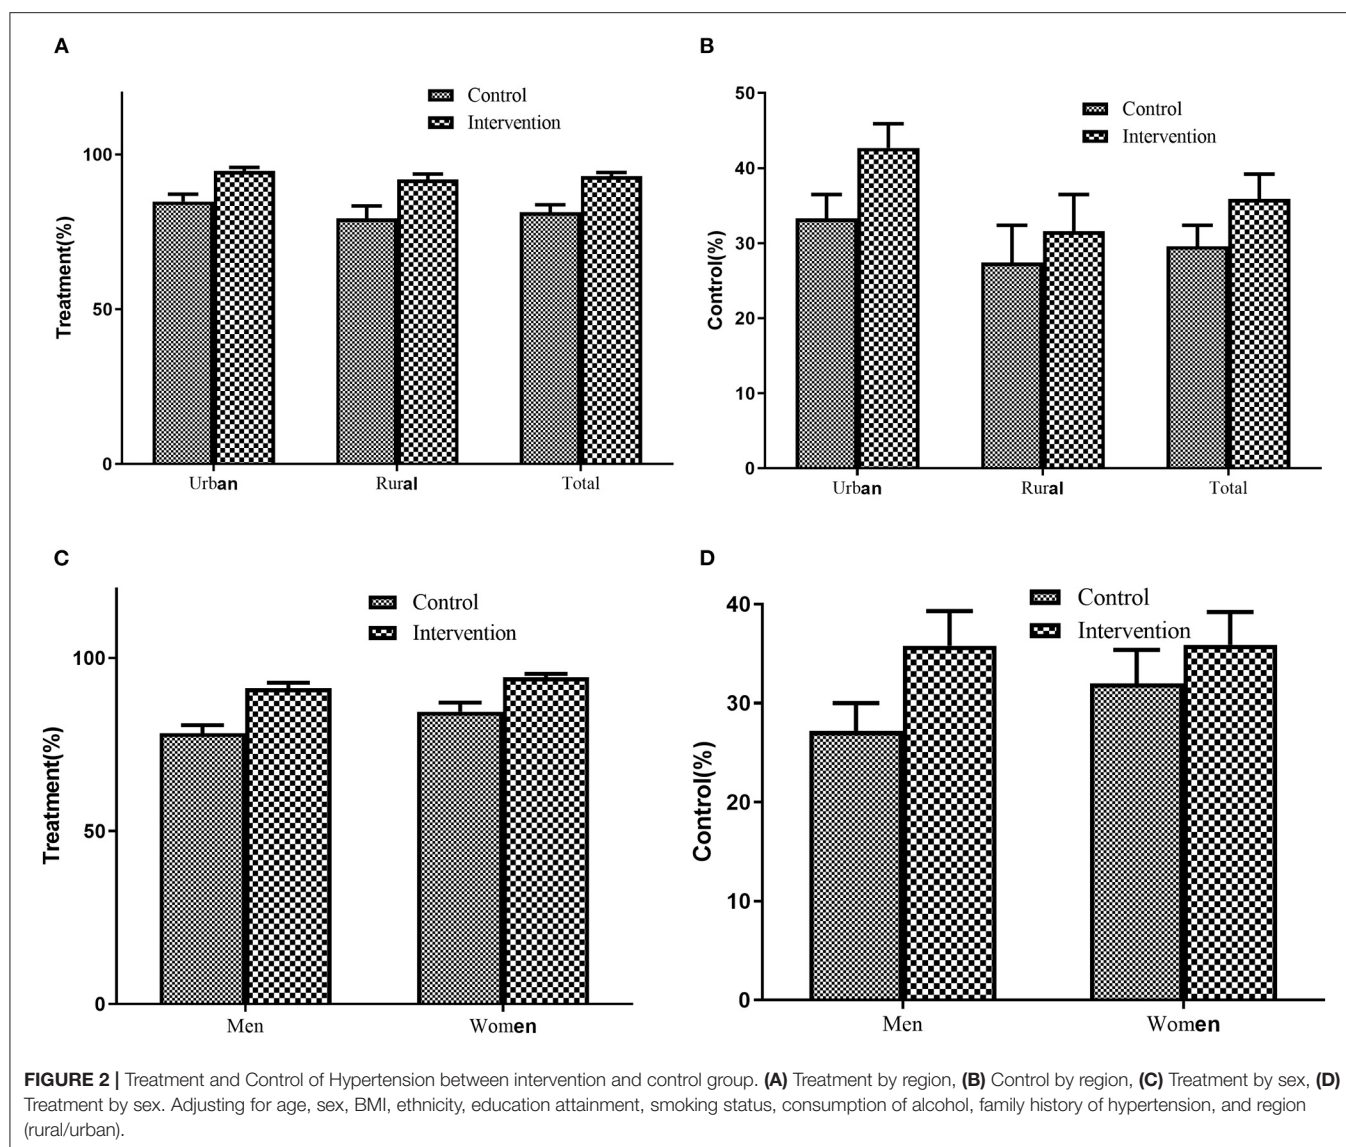 A
Control
Intervention
100
50
0
Treatment(%)
Urban
Rural
Total
B
50
40
30
20
10
0
Control(%)
Control
Intervention
Urban
Rural
Total
C
Control
Intervention
100
50
0
Treatment(%)
Men
Women
D
40
30
20
10
0
Control(%)
Control
Intervention
Men
Women
FIGURE 2 | Treatment and Control of Hypertension between intervention and control group. (A) Treatment by region, (B) Control by region, (C) Treatment by sex, (D)
Treatment by sex. Adjusting for age, sex, BMI, ethnicity, education attainment, smoking status, consumption of alcohol, family history of hypertension, and region
(rural/urban).